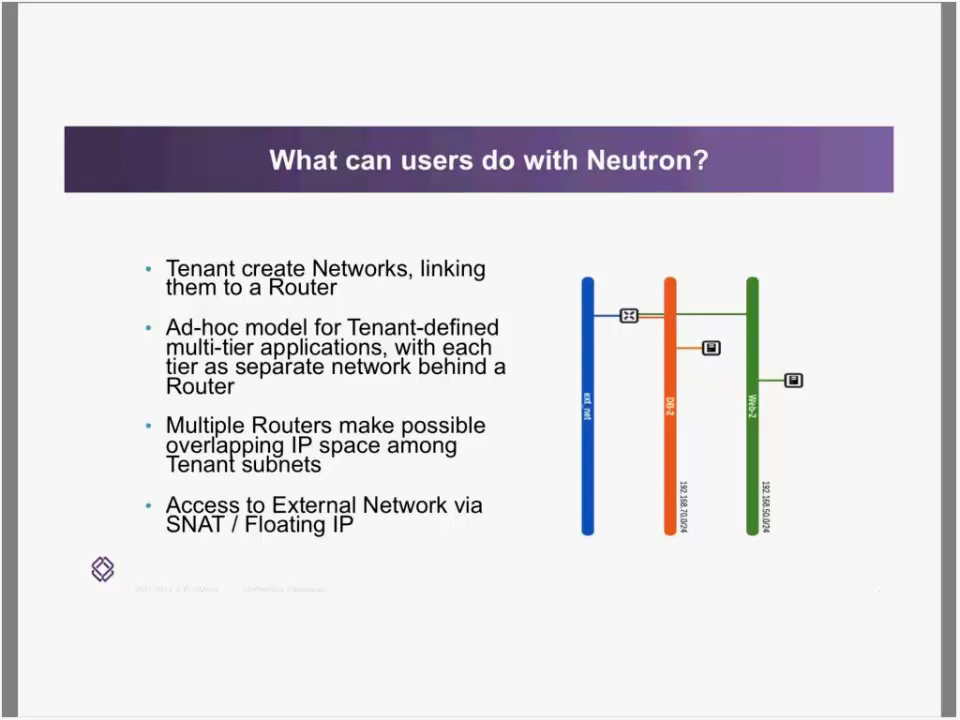 What can users do with Neutron?
• Tenant create Networks, linking
them to a Router
• Ad-hoc model for Tenant-defined
multi-tier applications, with each
tier as separate network behind a
Router
• Multiple Routers make possible
overlapping IP space among
Tenant subnets
• Access to External Network via
SNAT / Floating IP
ext_net
DB-2
192.168.70.0/24
Web-2
192.168.50.0/24